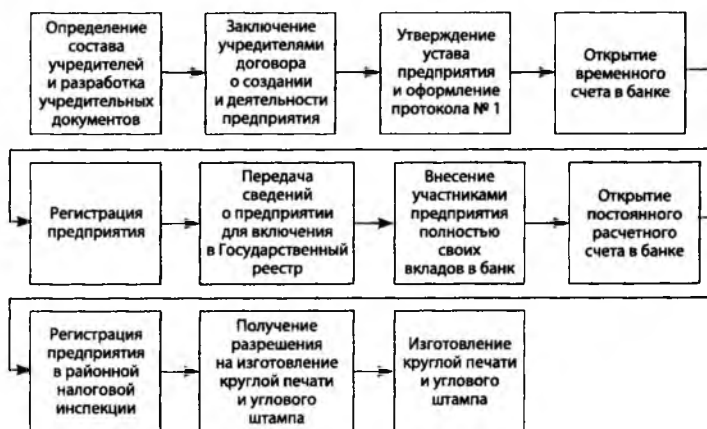 Определение
состава
учредителей
и разработка
учредительных
документов
Заключение
учредителями
договора
о создании
и деятельности
предприятия
Утверждение
устава
предприятия
и оформление
протокола № 1
Открытие
временного
счета в банке
Регистрация
предприятия
Передача
сведений
о предприятии
для включения
в Государственный
реестр
Внесение
участниками
предприятия
полностью
своих
вкладов в банк
Открытие
постоянного
расчетного
счета в банке
Регистрация
предприятия
в районной
налоговой
инспекции
Получение
разрешения
на изготовление
круглой печати
и углового
штампа
Изготовление
круглой печати
и углового
штампа